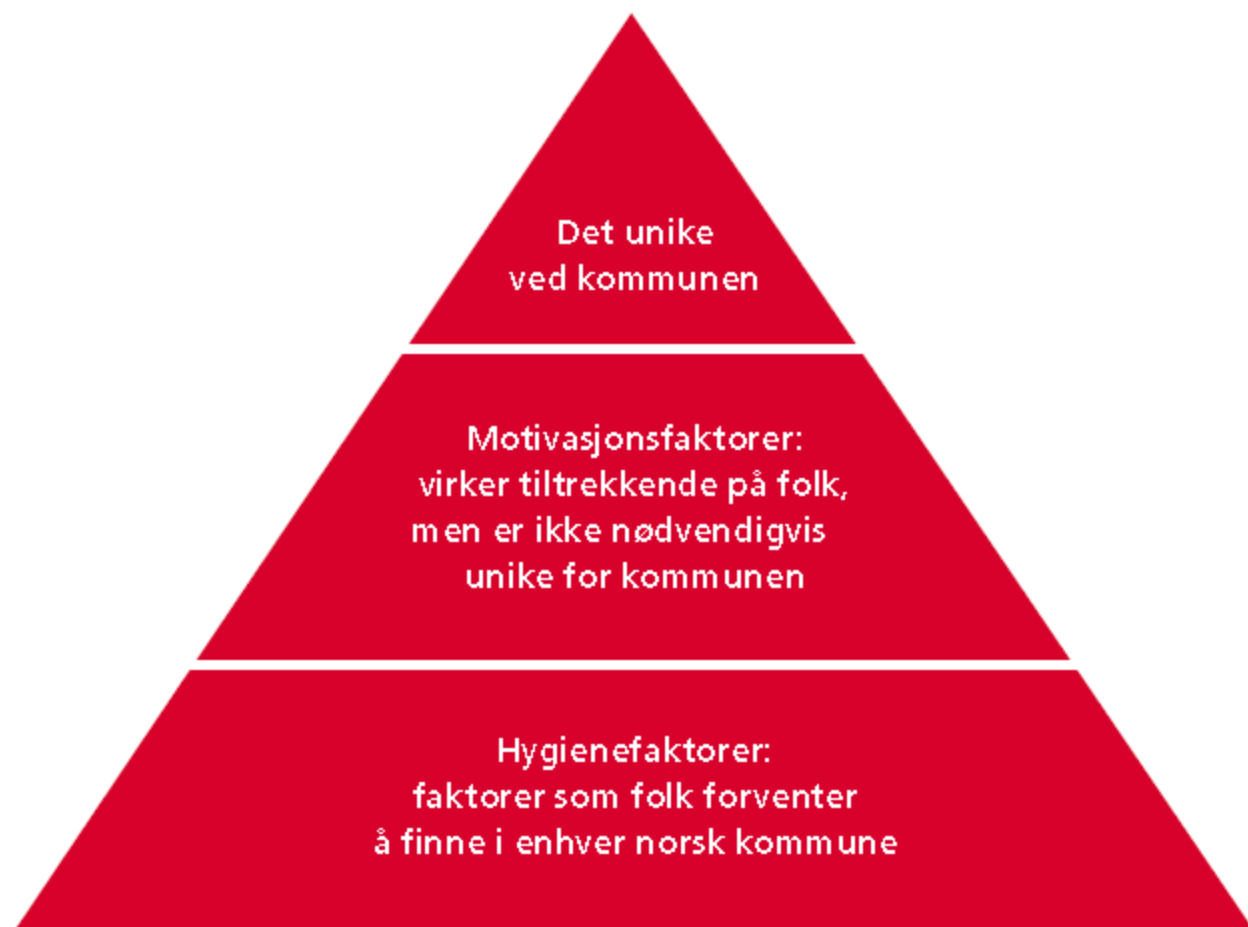 Det unike
ved kommunen
Motivasjonsfaktorer:
virker tiltrekkende på folk,
men er ikke nødvendigvis
unike for kommunen
Hygienefaktorer:
faktorer som folk forventer
å finne i enhver norsk kommune